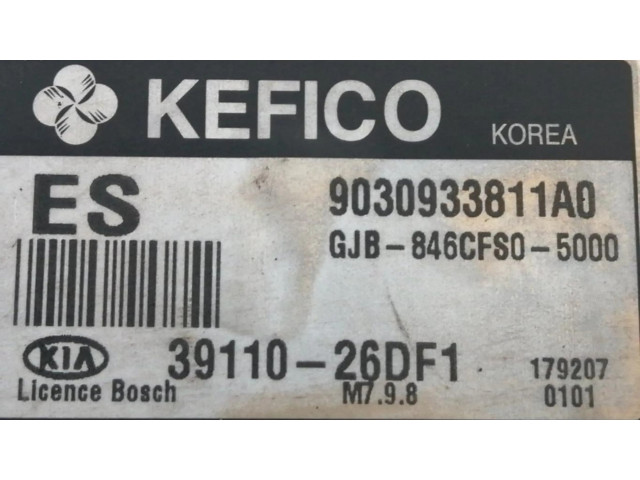 KEFICO KOREA
ES 9030933811A0
GJB-846CFS0-5000
KIA 39110-26DF1 179207
Licence Bosch M7.9.8 0101